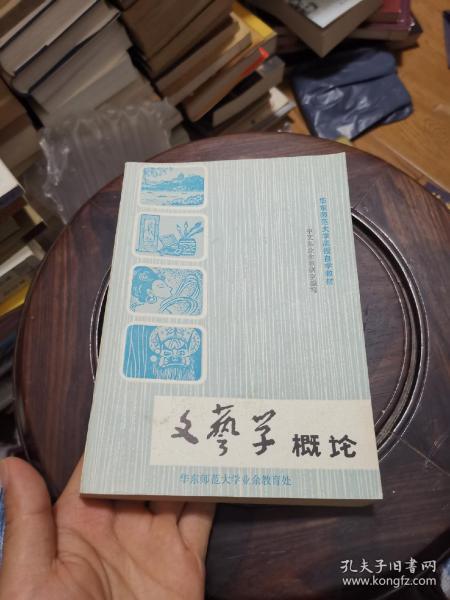 华东师范大学函授自学教材
文艺学概论
华东师范大学业余教育处
孔夫子旧书网
www.kongfz.com